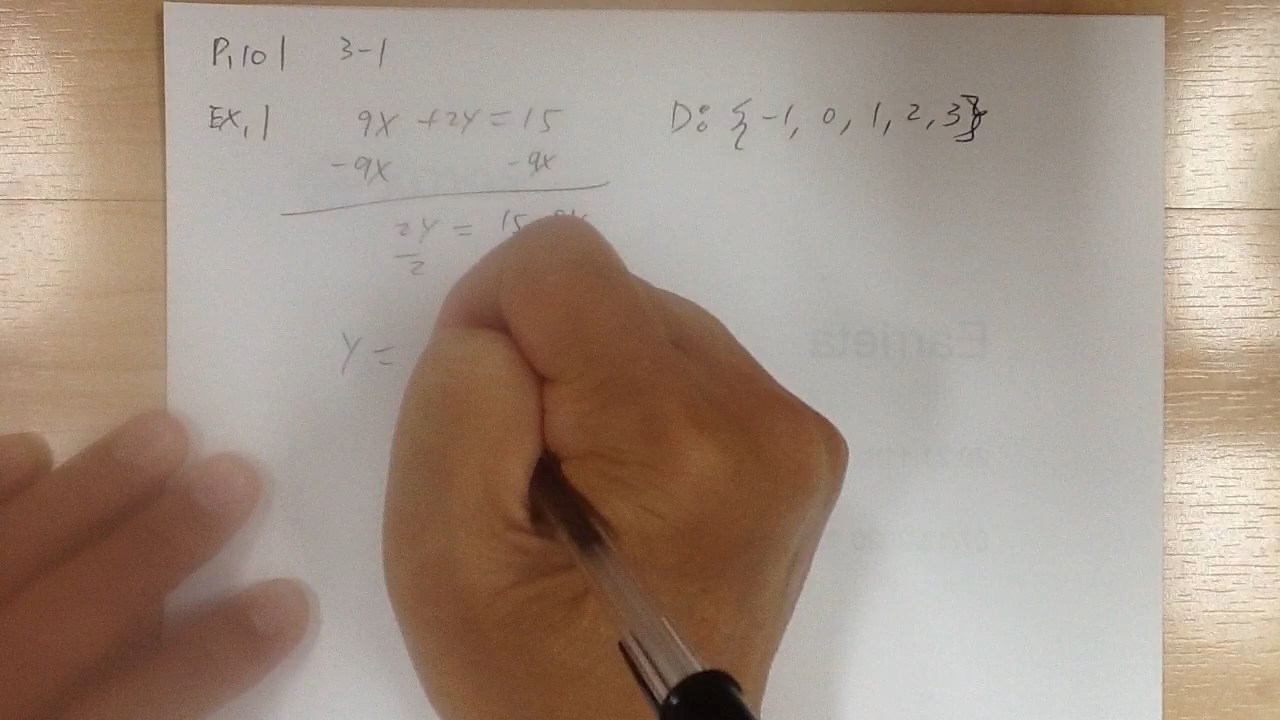 P.101 3-1
Ex.1 9x +2y = 15 D: {-1, 0, 1, 2, 3}
-9x -9x
2y = 15
2
y =